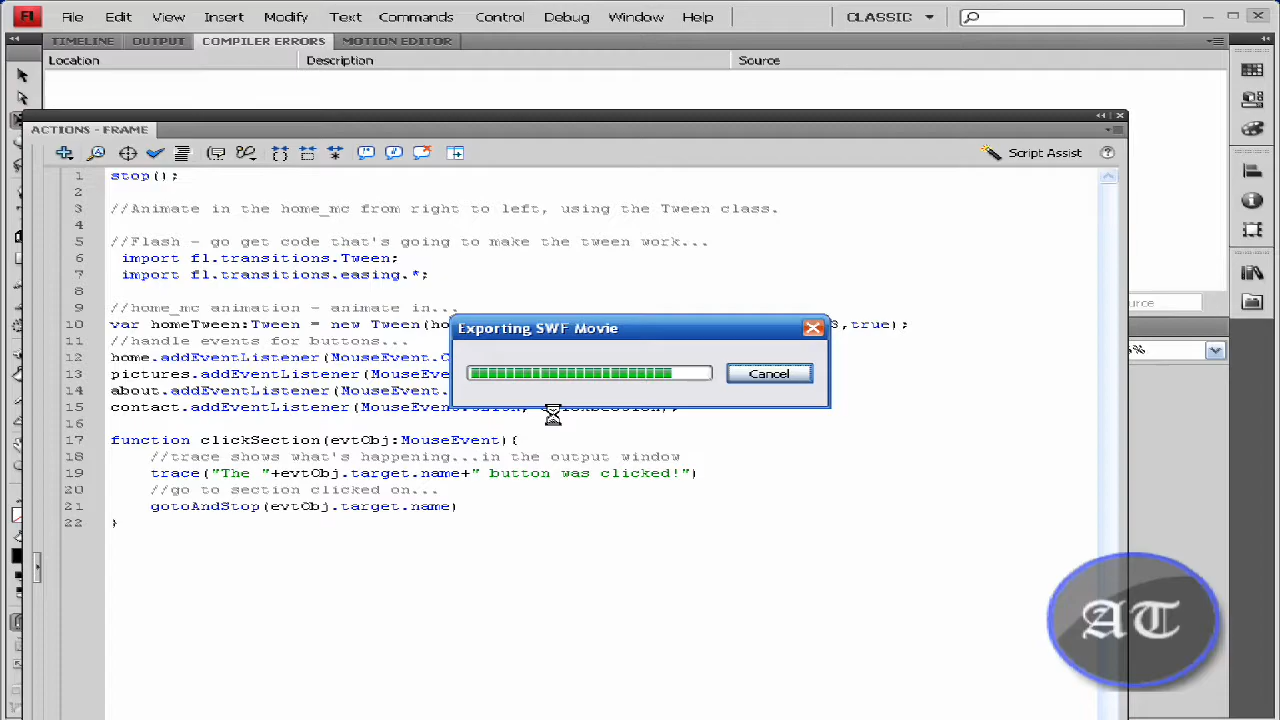 Fl File Edit View Insert Modify Text Commands Control Debug Window Help CLASSIC
TIMELINE OUTPUT COMPILER ERRORS MOTION EDITOR
Location Description Source
ACTIONS - FRAME
Script Assist
1 stop();
2
3 //Animate in the home_mc from right to left, using the Tween class.
4
5 //Flash - go get code that's going to make the tween work...
6 import fl.transitions.Tween;
7 import fl.transitions.easing.*;
8
9 //home_mc animation - animate in...
10 var homeTween:Tween = new Tween(ho 3,true);
11 //handle events for buttons...
12 home.addEventListener(MouseEvent.C
13 pictures.addEventListener(MouseEvent.
14 about.addEventListener(MouseEvent.
15 contact.addEventListener(MouseEvent.
16
17 function clickSection(evtObj:MouseEvent){
18 //trace shows what's happening...in the output window
19 trace("The "+evtObj.target.name+" button was clicked!")
20 //go to section clicked on...
21 gotoAndStop(evtObj.target.name)
22 }
Exporting SWF Movie
Cancel
urce
%
AT